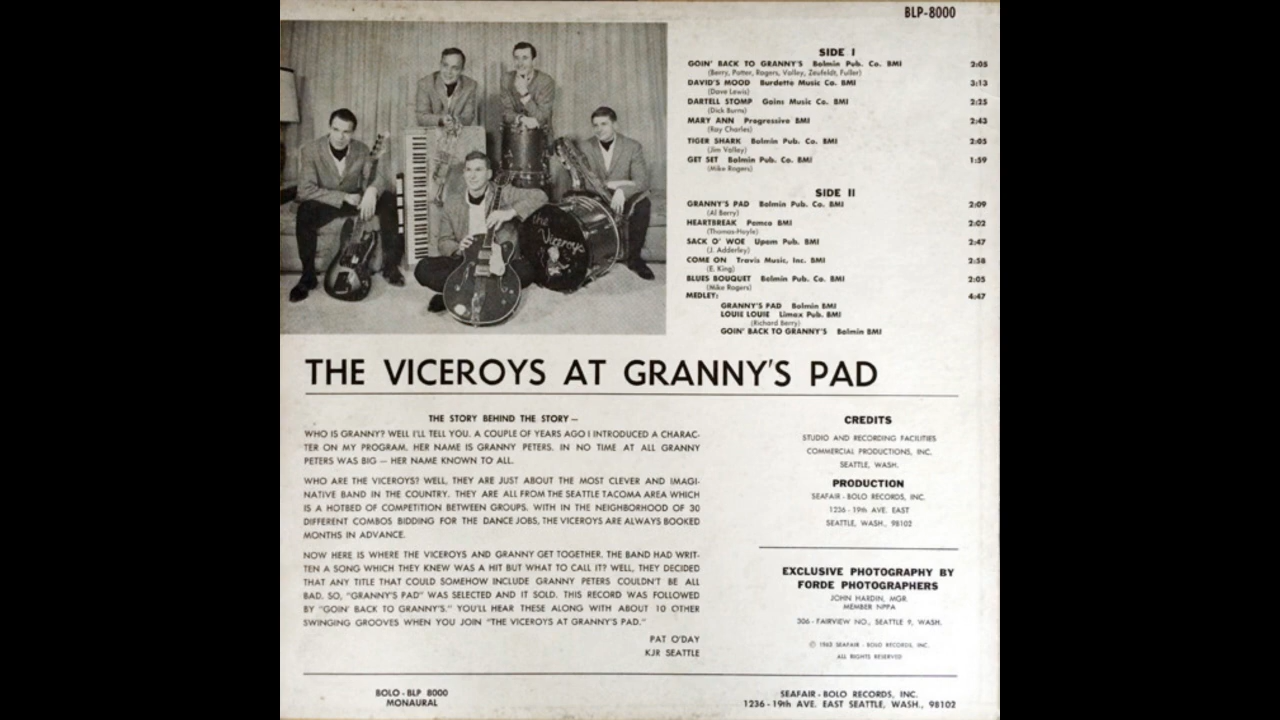 BLP-8000
SIDE I
GOIN' BACK TO GRANNY'S Bolmin Pub. Co. BMI 2:05
(Berry, Potter, Rogers, Valley, Zeufeldt, Fuller)
DAVID'S MOOD Burdette Music Co. BMI 3:13
(Dave Lewis)
DARTELL STOMP Gains Music Co. BMI 2:25
(Dick Burns)
MARY ANN Progressive BMI 2:43
(Ray Charles)
TIGER SHARK Bolmin Pub. Co. BMI 2:05
(Jim Valley)
GET SET Bolmin Pub. Co. BMI 1:59
(Mike Rogers)
SIDE II
GRANNY'S PAD Bolmin Pub. Co. BMI 2:09
(Al Berry)
HEARTBREAK Pemco BMI 2:02
(Thomas-Hoyle)
SACK O' WOE Upam Pub. BMI 2:47
(J. Adderley)
COME ON Travis Music, Inc. BMI 2:58
(E. King)
BLUES BOUQUET Bolmin Pub. Co. BMI 2:05
(Mike Rogers)
MEDLEY: 4:47
GRANNY'S PAD Bolmin BMI
LOUIE LOUIE Limax Pub. BMI
(Richard Berry)
GOIN' BACK TO GRANNY'S Bolmin BMI
The Viceroys
THE VICEROYS AT GRANNY'S PAD
THE STORY BEHIND THE STORY —
WHO IS GRANNY? WELL I'LL TELL YOU. A COUPLE OF YEARS AGO I INTRODUCED A CHARAC-
TER ON MY PROGRAM. HER NAME IS GRANNY PETERS. IN NO TIME AT ALL GRANNY
PETERS WAS BIG — HER NAME KNOWN TO ALL.
WHO ARE THE VICEROYS? WELL, THEY ARE JUST ABOUT THE MOST CLEVER AND IMAGI-
NATIVE BAND IN THE COUNTRY. THEY ARE ALL FROM THE SEATTLE TACOMA AREA WHICH
IS A HOTBED OF COMPETITION BETWEEN GROUPS. WITH IN THE NEIGHBORHOOD OF 30
DIFFERENT COMBOS BIDDING FOR THE DANCE JOBS, THE VICEROYS ARE ALWAYS BOOKED
MONTHS IN ADVANCE.
NOW HERE IS WHERE THE VICEROYS AND GRANNY GET TOGETHER. THE BAND HAD WRIT-
TEN A SONG WHICH THEY KNEW WAS A HIT BUT WHAT TO CALL IT? WELL, THEY DECIDED
THAT ANY TITLE THAT COULD SOMEHOW INCLUDE GRANNY PETERS COULDN'T BE ALL
BAD. SO, "GRANNY'S PAD" WAS SELECTED AND IT SOLD. THIS RECORD WAS FOLLOWED
BY "GOIN' BACK TO GRANNY'S." YOU'LL HEAR THESE ALONG WITH ABOUT 10 OTHER
SWINGING GROOVES WHEN YOU JOIN "THE VICEROYS AT GRANNY'S PAD."
PAT O'DAY
KJR SEATTLE
CREDITS
STUDIO AND RECORDING FACILITIES
COMMERCIAL PRODUCTIONS, INC.
SEATTLE, WASH.
PRODUCTION
SEAFAIR - BOLO RECORDS, INC.
1236 - 19th AVE. EAST
SEATTLE, WASH., 98102
EXCLUSIVE PHOTOGRAPHY BY
FORDE PHOTOGRAPHERS
JOHN HARDIN, MGR.
MEMBER NPPA
306 - FAIRVIEW NO., SEATTLE 9, WASH.
© 1963 SEAFAIR - BOLO RECORDS, INC.
ALL RIGHTS RESERVED
BOLO - BLP 8000
MONAURAL
SEAFAIR - BOLO RECORDS, INC.
1236 - 19th AVE. EAST SEATTLE, WASH., 98102